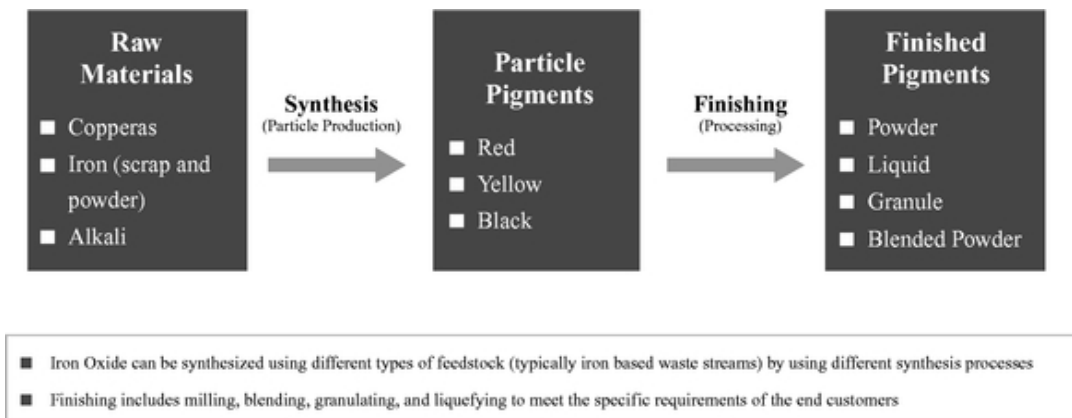 Raw
Materials
Copperas
Iron (scrap and
powder)
Alkali
Synthesis
(Particle Production)
Particle
Pigments
Red
Yellow
Black
Finishing
(Processing)
Finished
Pigments
Powder
Liquid
Granule
Blended Powder
Iron Oxide can be synthesized using different types of feedstock (typically iron based waste streams) by using different synthesis processes
Finishing includes milling, blending, granulating, and liquefying to meet the specific requirements of the end customers